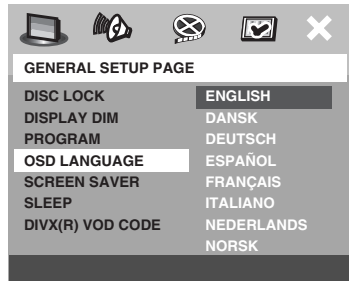 GENERAL SETUP PAGE
DISC LOCK
DISPLAY DIM
PROGRAM
OSD LANGUAGE
SCREEN SAVER
SLEEP
DIVX(R) VOD CODE
ENGLISH
DANSK
DEUTSCH
ESPAÑOL
FRANÇAIS
ITALIANO
NEDERLANDS
NORSK